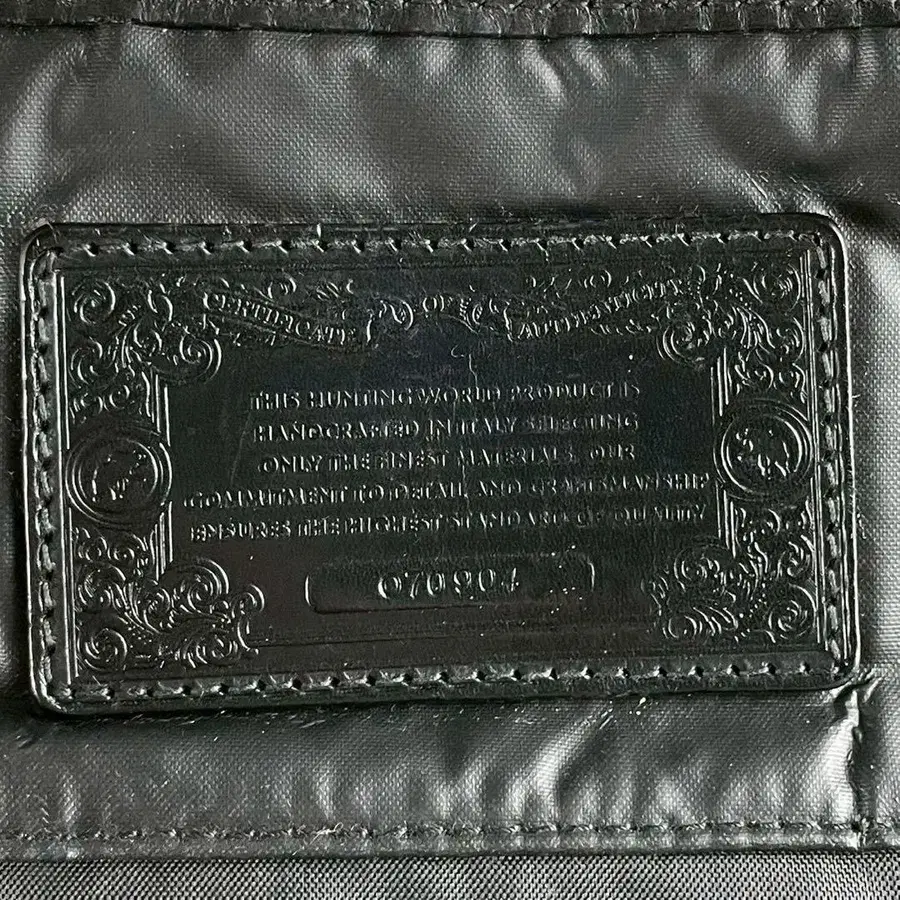 CERTIFICATE OF AUTHENTICITY
THIS HUNTING WORLD PRODUCT IS
HANDCRAFTED IN ITALY SELECTING
ONLY THE FINEST MATERIALS. OUR
COMMITMENT TO DETAIL AND CRAFTSMANSHIP
ENSURES THE HIGHEST STANDARD OF QUALITY
070904